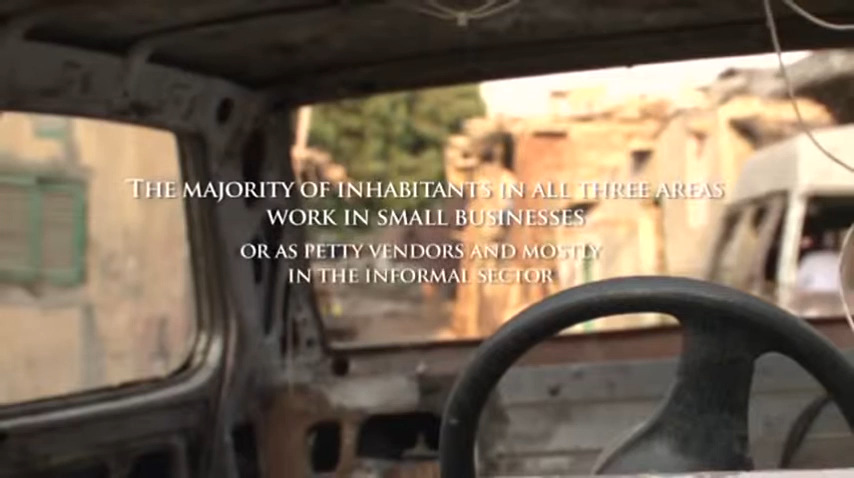 THE MAJORITY OF INHABITANTS IN ALL THREE AREAS
WORK IN SMALL BUSINESSES
OR AS PETTY VENDORS AND MOSTLY
IN THE INFORMAL SECTOR